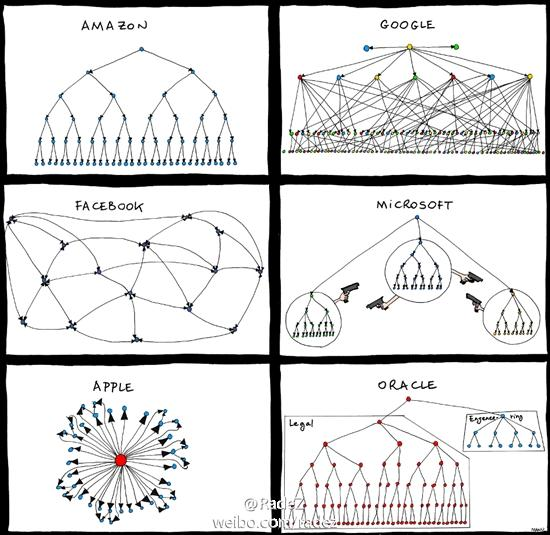 AMAZON
GOOGLE
FACEBOOK
MICROSOFT
APPLE
ORACLE
Legal
Engineering
@RadeZ
weibo.com/radez